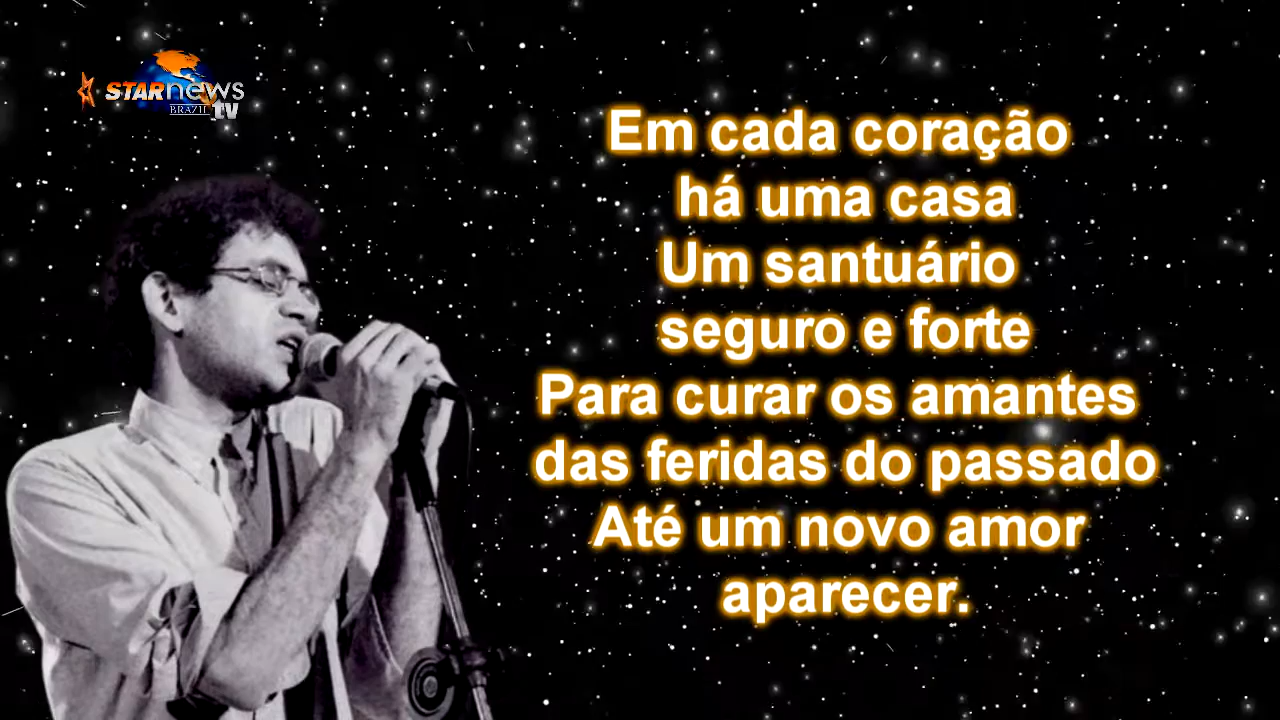 STARnews
BRAZIL tv
Em cada coração
há uma casa
Um santuário
seguro e forte
Para curar os amantes
das feridas do passado
Até um novo amor
aparecer.